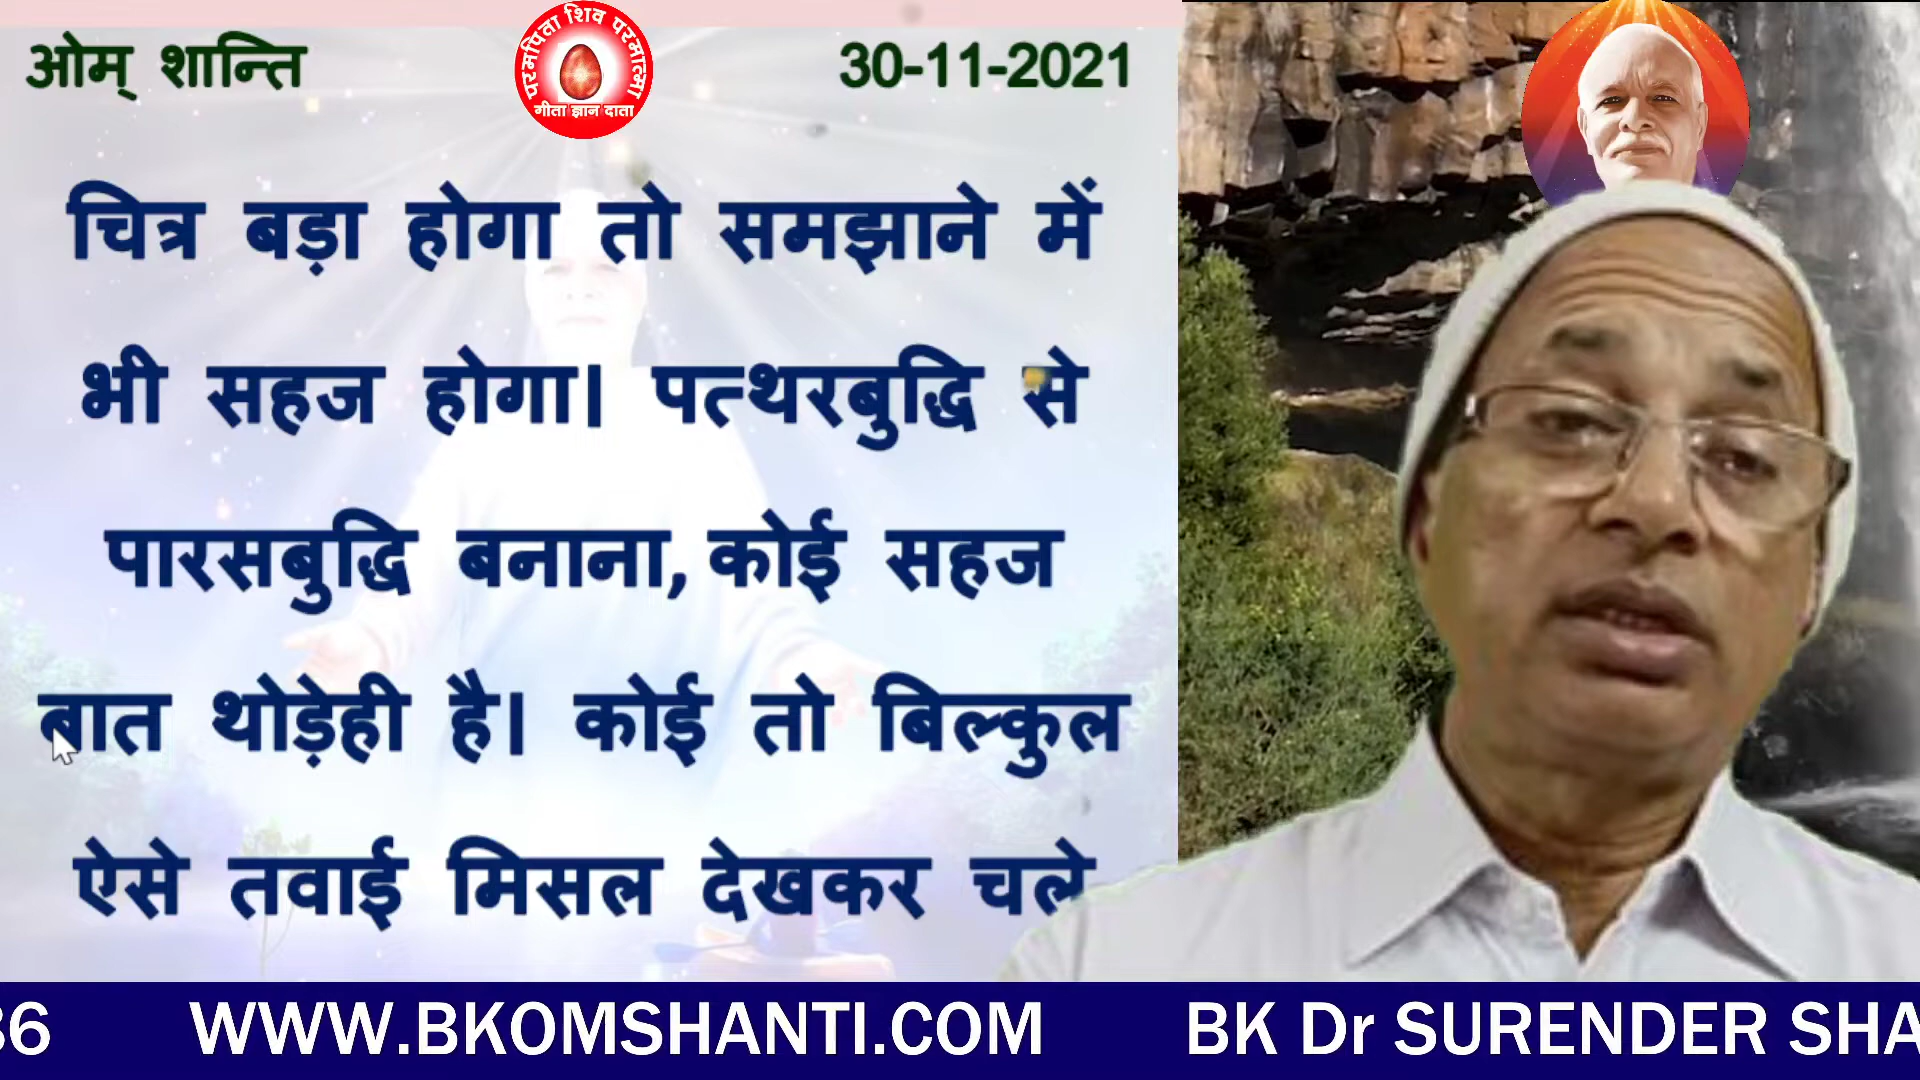 ओम् शान्ति
परमपिता शिव परमात्मा
गीता ज्ञान दाता
30-11-2021
चित्र बड़ा होगा तो समझाने में
भी सहज होगा। पत्थरबुद्धि से
पारसबुद्धि बनाना, कोई सहज
बात थोड़ेही है। कोई तो बिल्कुल
ऐसे तवाई मिसल देखकर चले
36 WWW.BKOMSHANTI.COM BK Dr SURENDER SHA